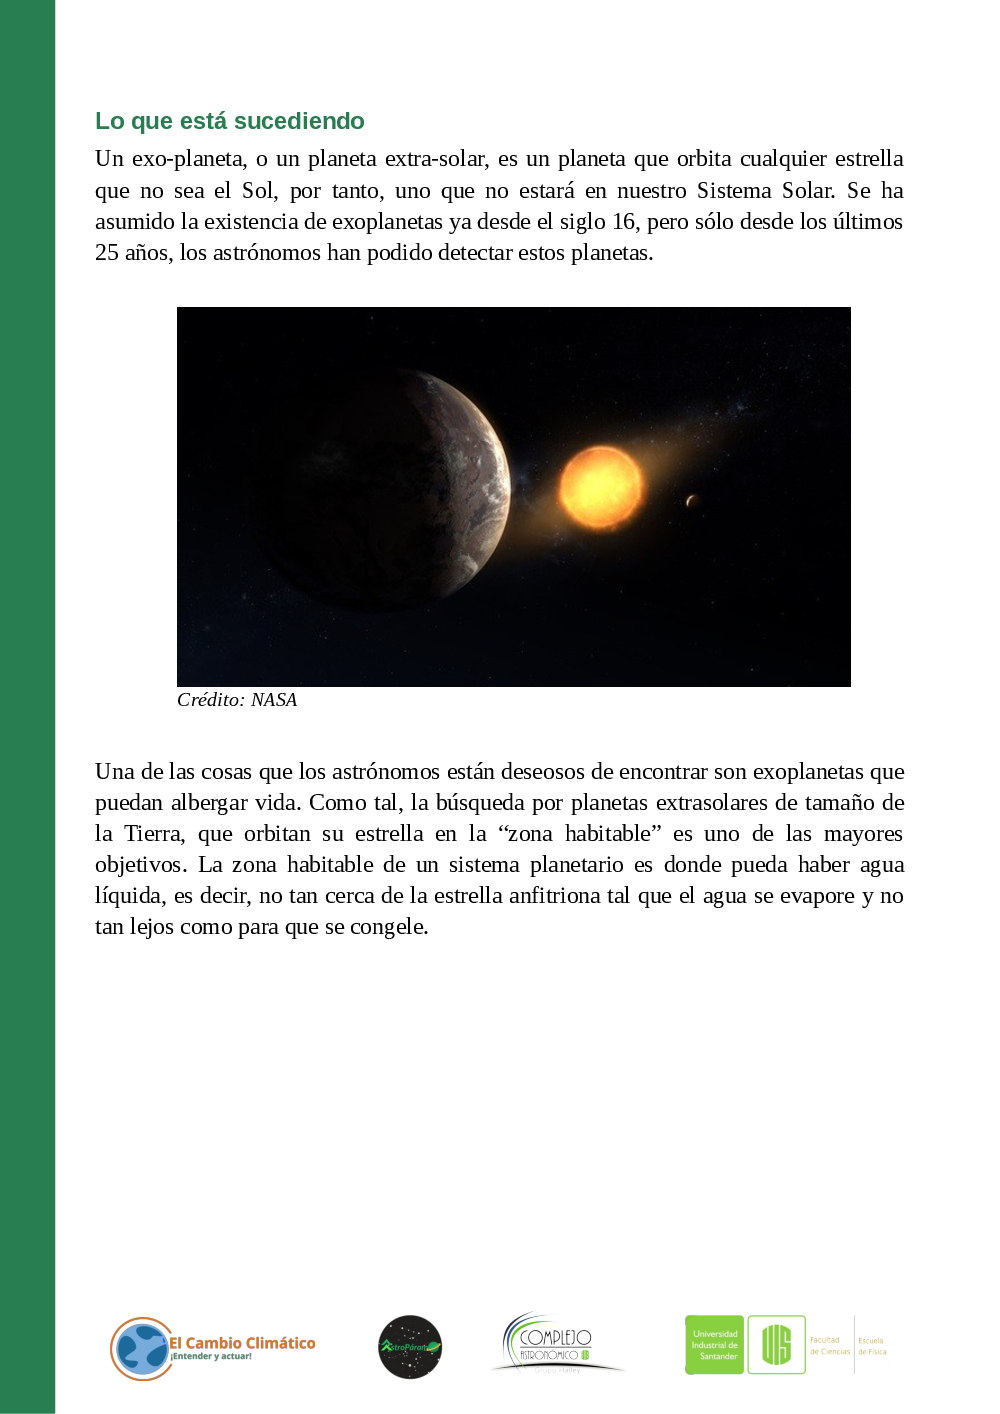 Lo que está sucediendo
Un exo-planeta, o un planeta extra-solar, es un planeta que orbita cualquier estrella
que no sea el Sol, por tanto, uno que no estará en nuestro Sistema Solar. Se ha
asumido la existencia de exoplanetas ya desde el siglo 16, pero sólo desde los últimos
25 años, los astrónomos han podido detectar estos planetas.
Crédito: NASA
Una de las cosas que los astrónomos están deseosos de encontrar son exoplanetas que
puedan albergar vida. Como tal, la búsqueda por planetas extrasolares de tamaño de
la Tierra, que orbitan su estrella en la “zona habitable” es uno de las mayores
objetivos. La zona habitable de un sistema planetario es donde pueda haber agua
líquida, es decir, no tan cerca de la estrella anfitriona tal que el agua se evapore y no
tan lejos como para que se congele.
El Cambio Climático
¡Entender y actuar!
COMPLEJO
ASTRONÓMICO
Grupo Halley
Universidad
Industrial de
Santander
UIS
Facultad
de Ciencias
Escuela
de Física